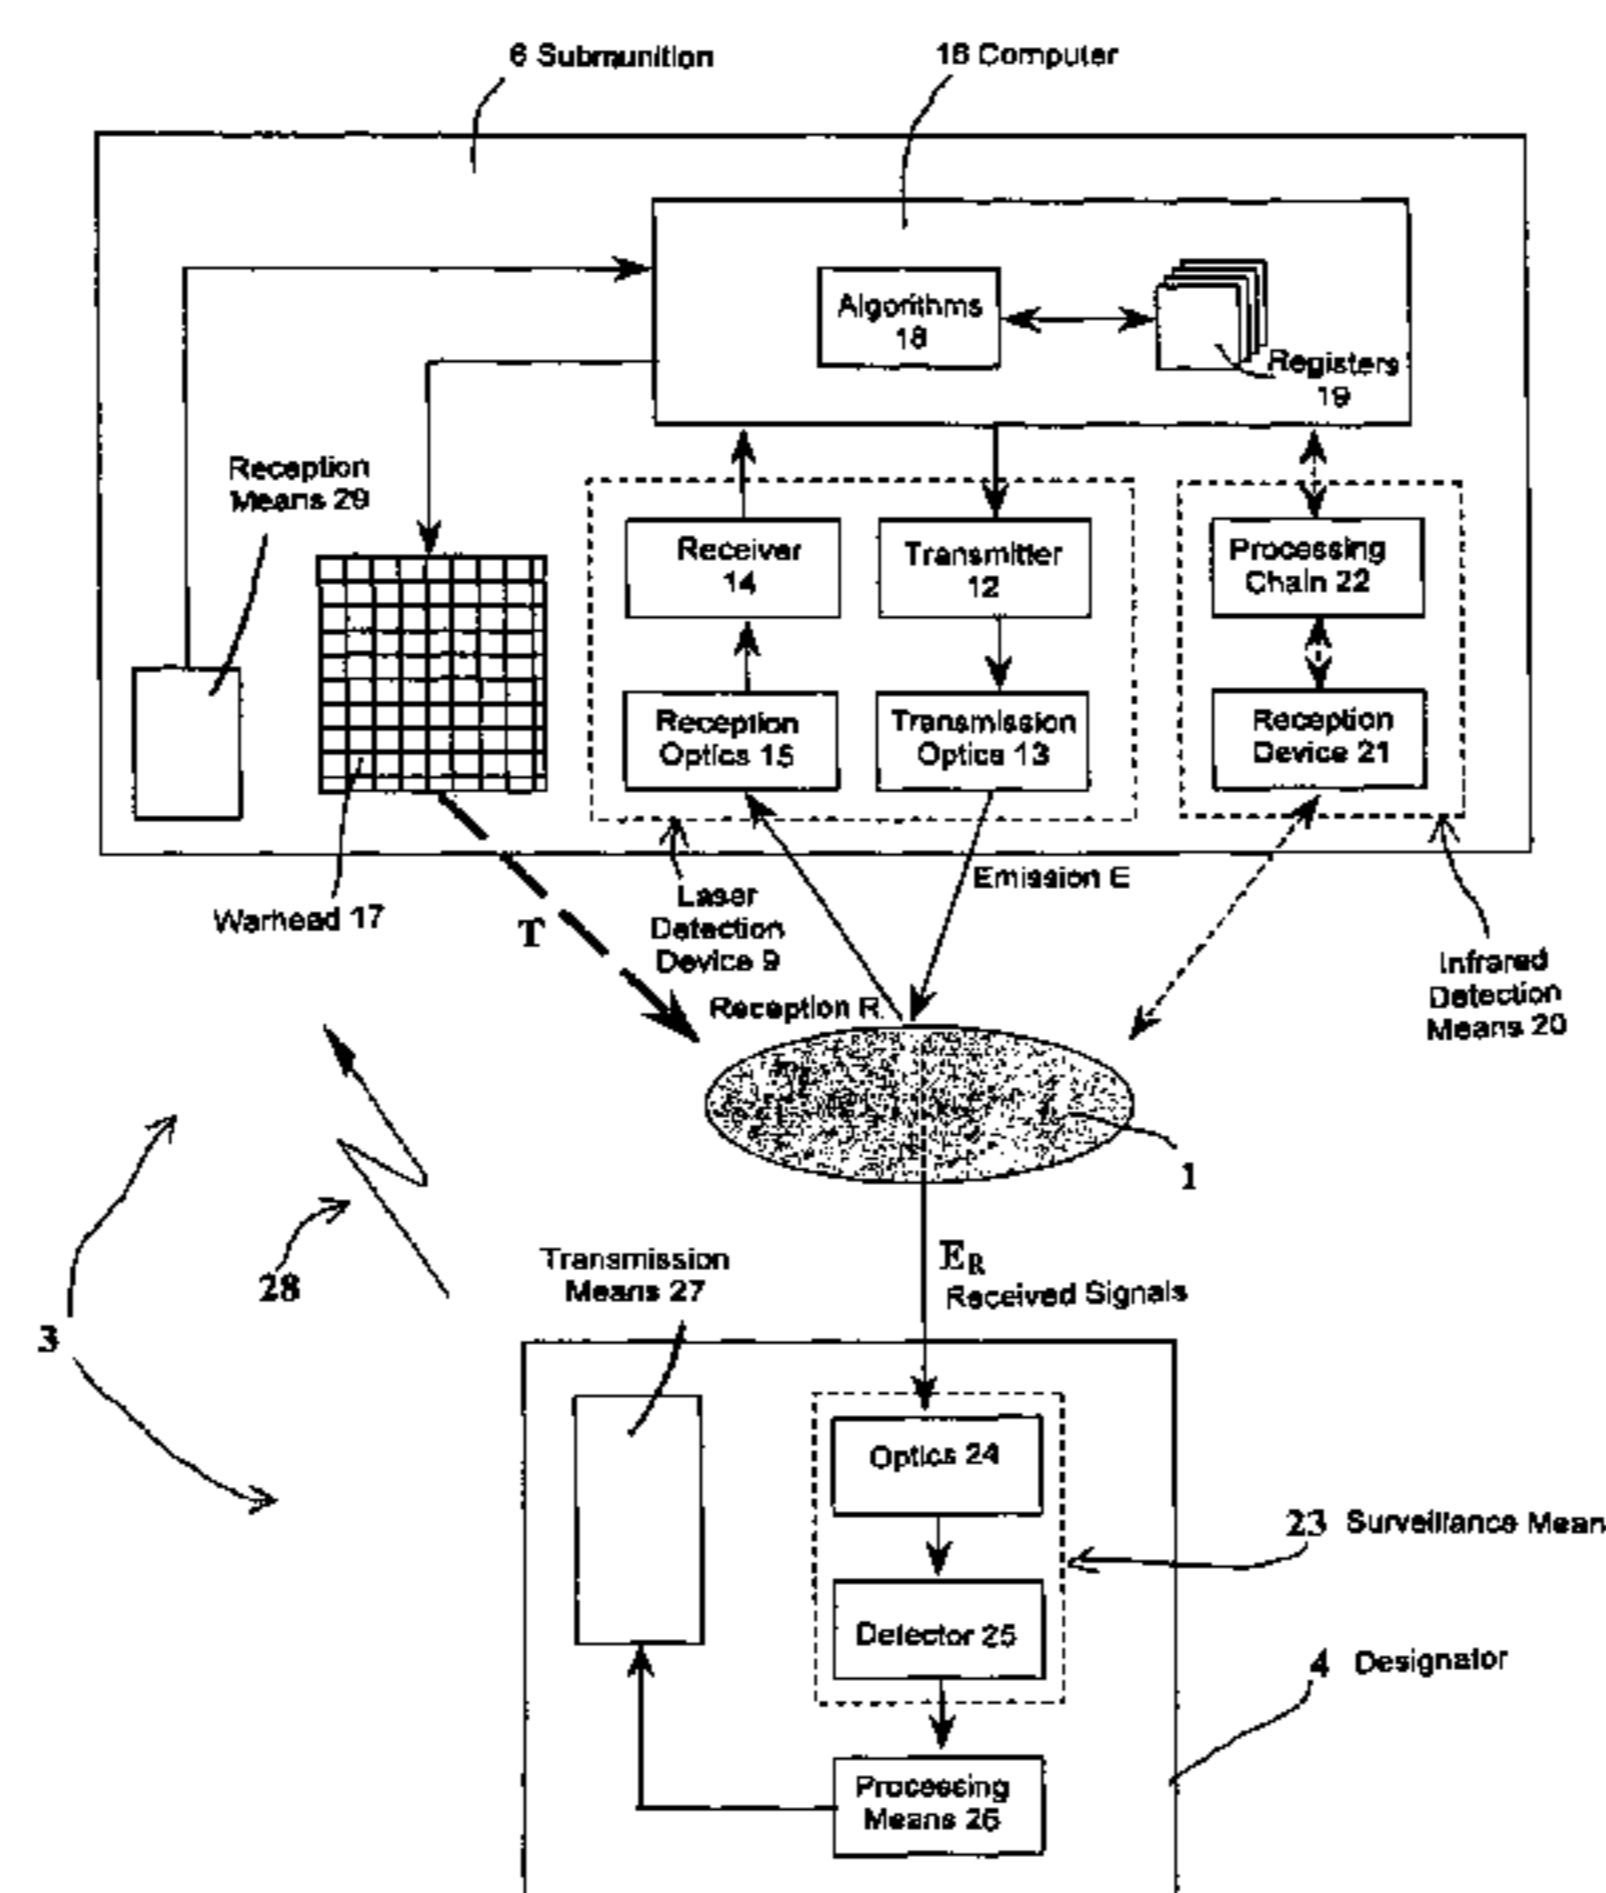 6 Submunition
16 Computer
Algorithms
18
Registers
19
Reception
Means 29
Receiver
14
Transmitter
12
Processing
Chain 22
Reception
Optics 15
Transmission
Optics 13
Reception
Device 21
Emission E
Warhead 17
T
Laser
Detection
Device 9
Infrared
Detection
Means 20
Reception R
1
28
3
Transmission
Means 27
ER
Received Signals
Optics 24
23 Surveillance Mean
Detector 25
4 Designator
Processing
Means 26